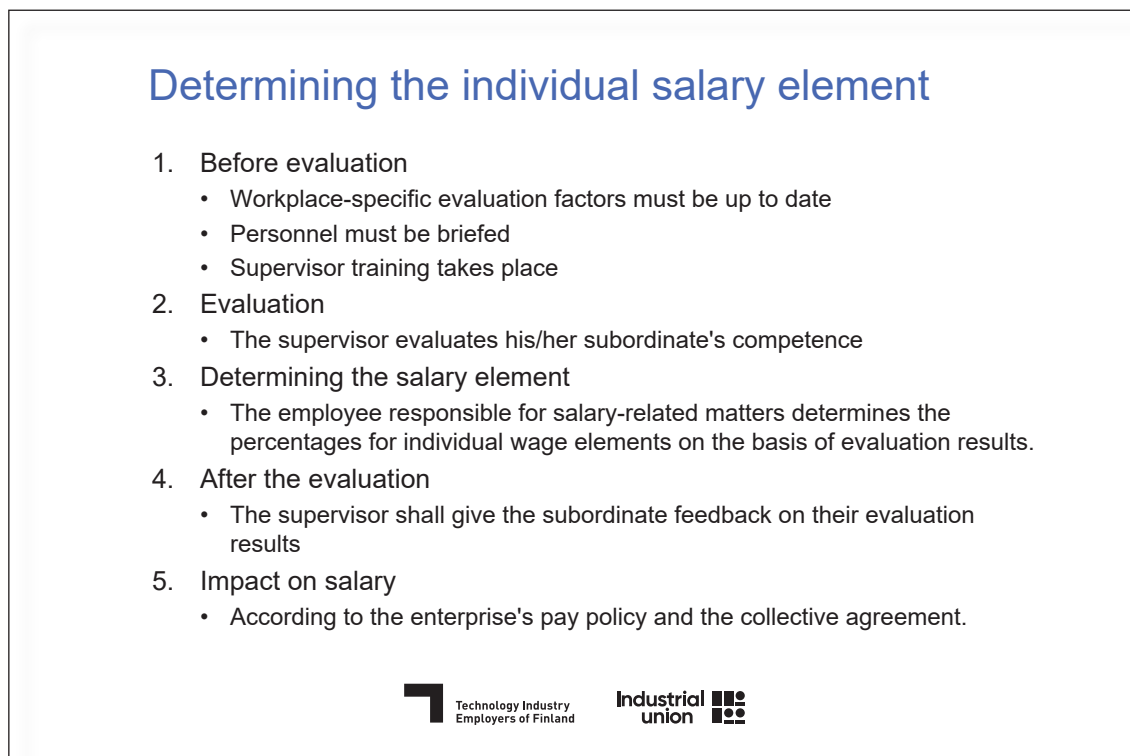 Determining the individual salary element
1. Before evaluation
• Workplace-specific evaluation factors must be up to date
• Personnel must be briefed
• Supervisor training takes place
2. Evaluation
• The supervisor evaluates his/her subordinate's competence
3. Determining the salary element
• The employee responsible for salary-related matters determines the
percentages for individual wage elements on the basis of evaluation results.
4. After the evaluation
• The supervisor shall give the subordinate feedback on their evaluation
results
5. Impact on salary
• According to the enterprise's pay policy and the collective agreement.
Technology Industry
Employers of Finland
Industrial
union